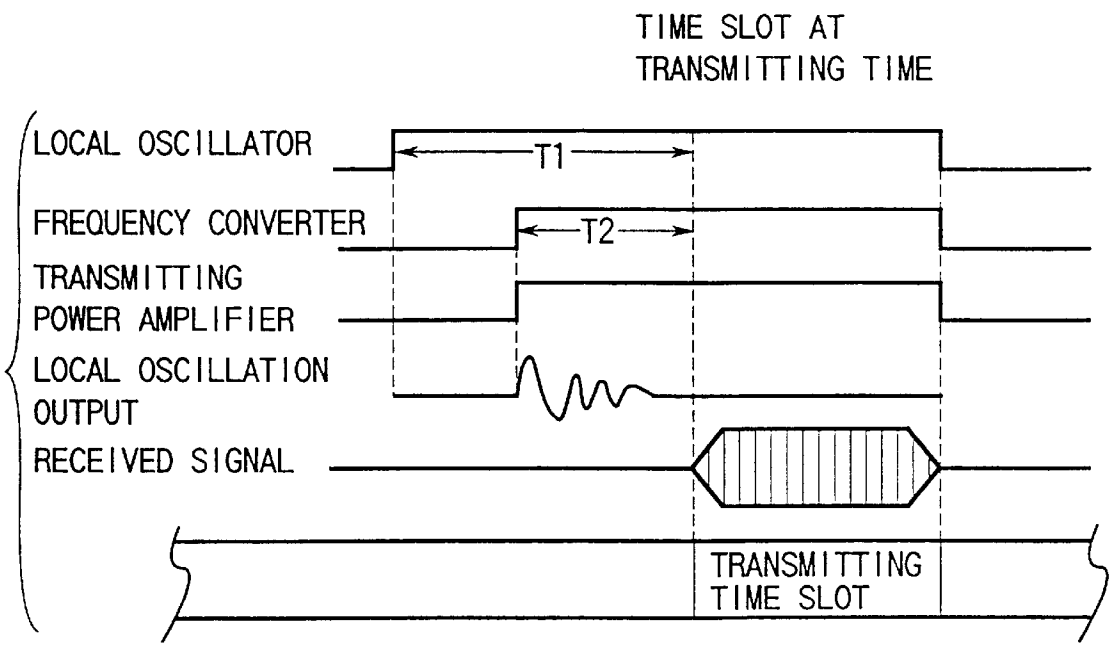 TIME SLOT AT
TRANSMITTING TIME
LOCAL OSCILLATOR
T1
FREQUENCY CONVERTER
T2
TRANSMITTING
POWER AMPLIFIER
LOCAL OSCILLATION
OUTPUT
RECEIVED SIGNAL
TRANSMITTING
TIME SLOT